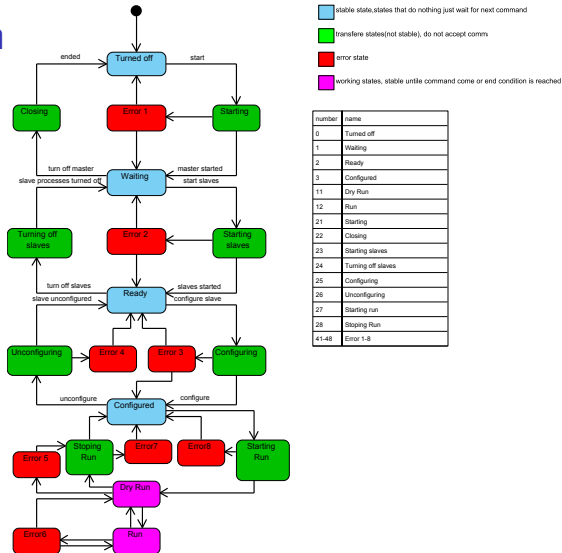 n
stable state,states that do nothing just wait for next command
transfere states(not stable), do not accept comm
error state
working states, stable untile command come or end condition is reached
ended
Turned off
start
Closing
Error 1
Starting
turn off master
master started
slave processes turned off
Waiting
start slaves
Turning off
slaves
Error 2
Starting
slaves
turn off slaves
slaves started
slave unconfigured
Ready
configure slave
Unconfiguring
Error 4
Error 3
Configuring
unconfigure
configure
Configured
Stoping
Run
Error7
Error8
Starting
Run
Error 5
Dry Run
Error6
Run
number name
0 Turned off
1 Waiting
2 Ready
3 Configured
11 Dry Run
12 Run
21 Starting
22 Closing
23 Starting slaves
24 Turning off slaves
25 Configuring
26 Unconfiguring
27 Starting run
28 Stoping Run
41-48 Error 1-8